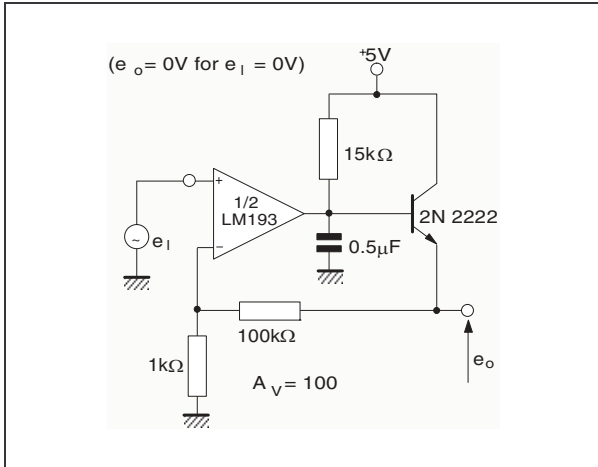 +5V
(e o = 0V for e I = 0V)
15kΩ
+
1/2
LM193
2N 2222
e I
−
0.5μF
100kΩ
1kΩ
e o
A V = 100